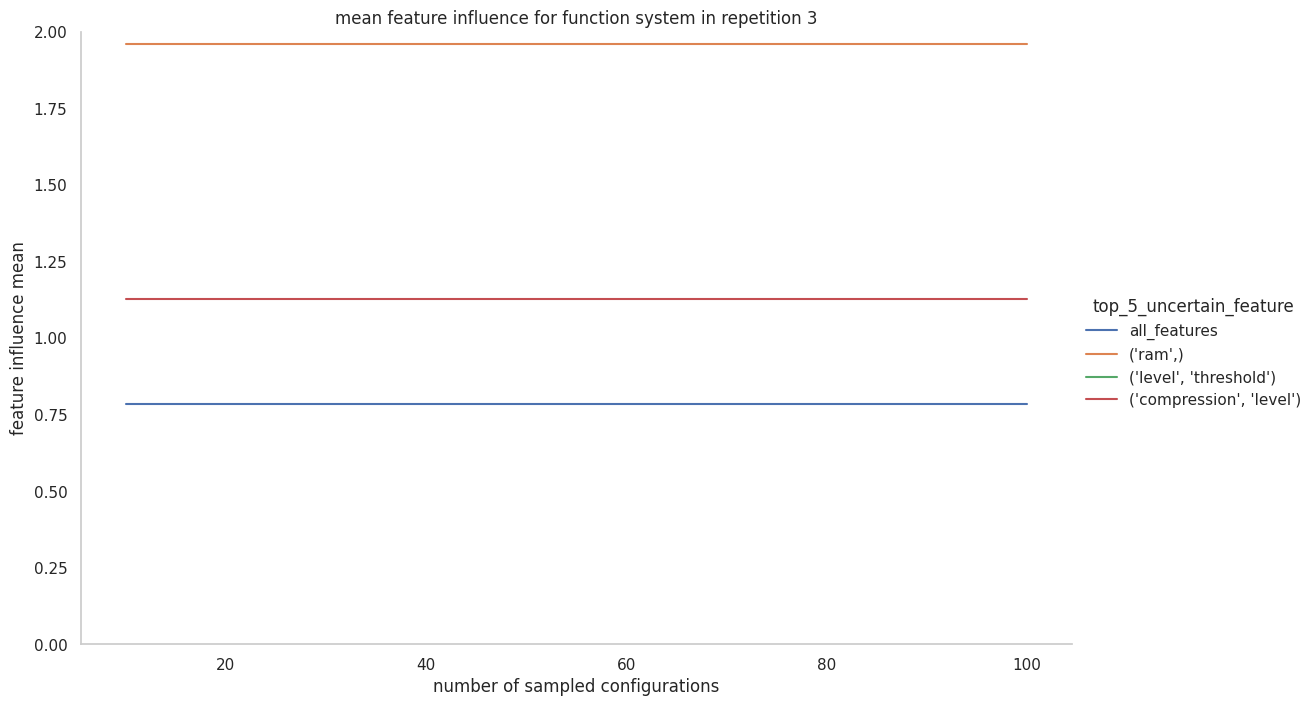 mean feature influence for function system in repetition 3
2.00
1.75
1.50
1.25
1.00
0.75
0.50
0.25
0.00
feature influence mean
20 40 60 80 100
number of sampled configurations
top_5_uncertain_feature
all_features
('ram',)
('level', 'threshold')
('compression', 'level')